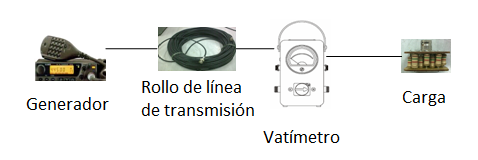 Generador
Rollo de línea
de transmisión
Vatímetro
Carga